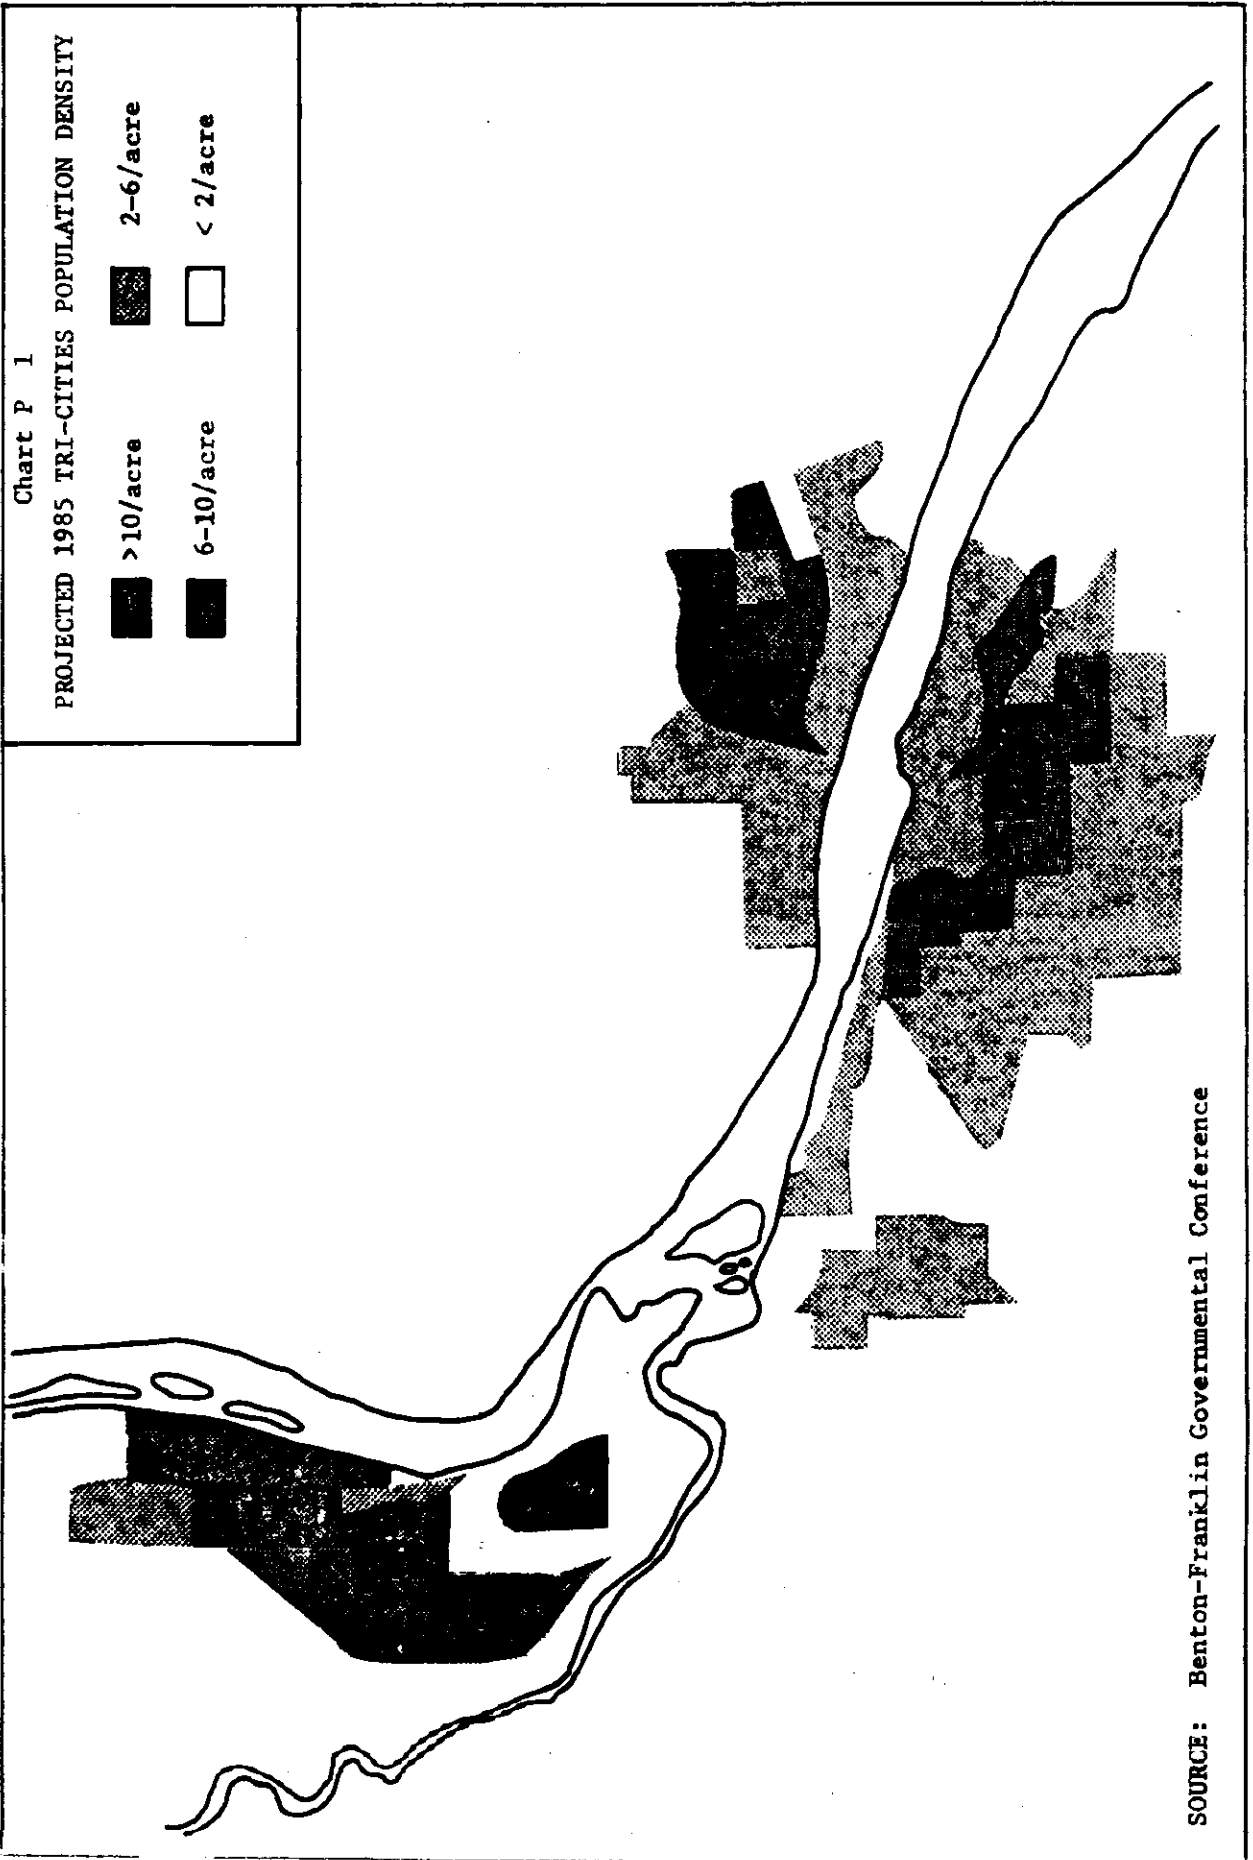 Chart P 1
PROJECTED 1985 TRI-CITIES POPULATION DENSITY
>10/acre 2-6/acre
6-10/acre < 2/acre
SOURCE: Benton-Franklin Governmental Conference